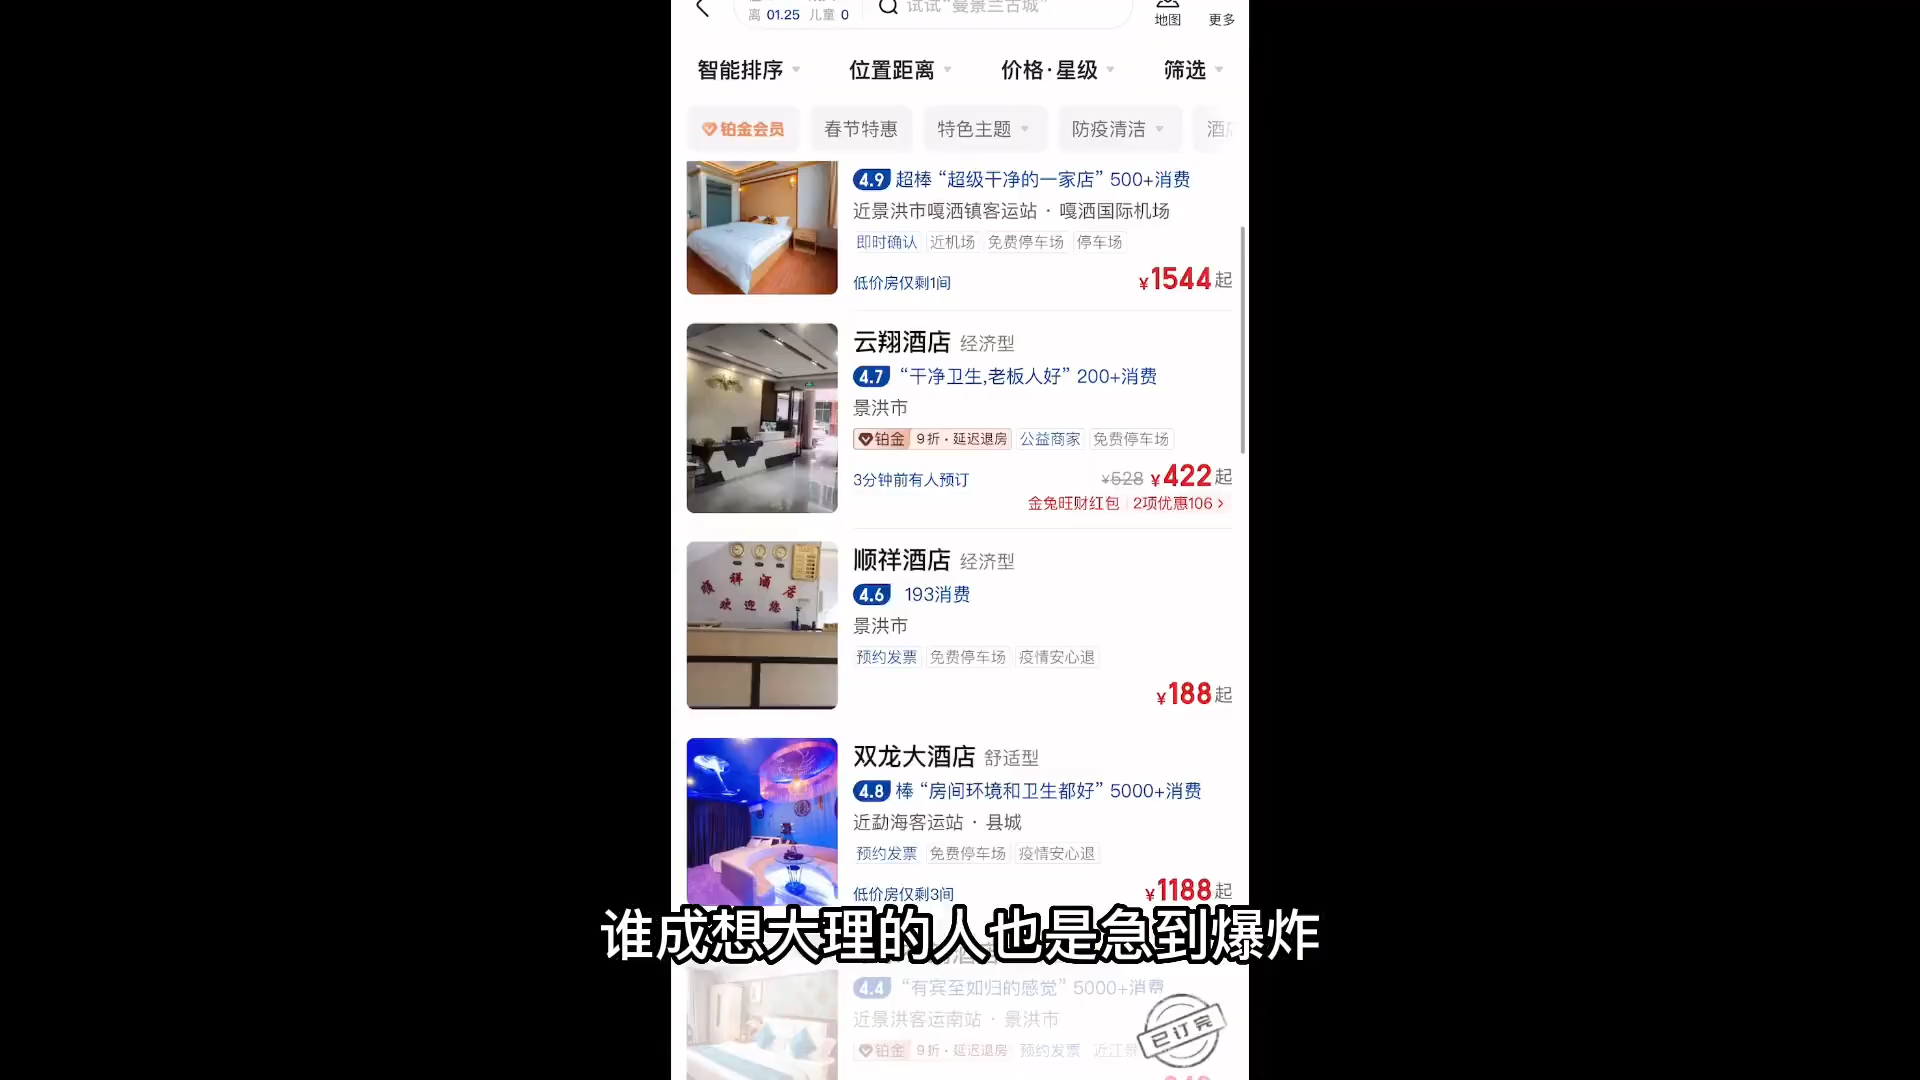 离 01.25 儿童 0
试试“曼景兰古城”
地图
更多
智能排序
位置距离
价格·星级
筛选
铂金会员
春节特惠
特色主题
防疫清洁
4.9 超棒 “超级干净的一家店” 500+消费
近景洪市嘎洒镇客运站 · 嘎洒国际机场
即时确认 近机场 免费停车场 停车场
低价房仅剩1间
¥1544起
云翔酒店 经济型
4.7 “干净卫生,老板人好” 200+消费
景洪市
铂金 9折·延迟退房 公益商家 免费停车场
3分钟前有人预订
¥528 ¥422起
金兔旺财红包 2项优惠106 >
顺祥酒店
欢迎您
顺祥酒店 经济型
4.6 193消费
景洪市
预约发票 免费停车场 疫情安心退
¥188起
双龙大酒店 舒适型
4.8 棒 “房间环境和卫生都好” 5000+消费
近勐海客运站 · 县城
预约发票 免费停车场 疫情安心退
低价房仅剩3间
¥1188起
谁成想大理的人也是急到爆炸
4.4 “有宾至如归的感觉” 5000+消费
近景洪客运南站 · 景洪市
铂金 9折·延迟退房 预约发票 近江景
已订完